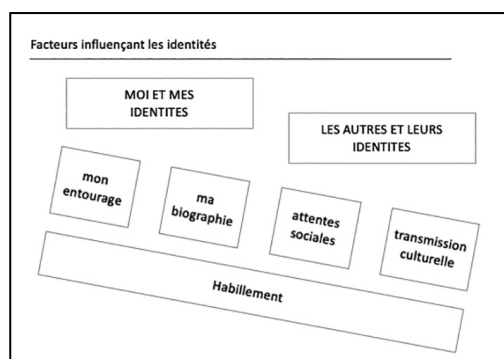 Facteurs influençant les identités
MOI ET MES
IDENTITES
LES AUTRES ET LEURS
IDENTITES
mon
entourage
ma
biographie
attentes
sociales
transmission
culturelle
Habillement